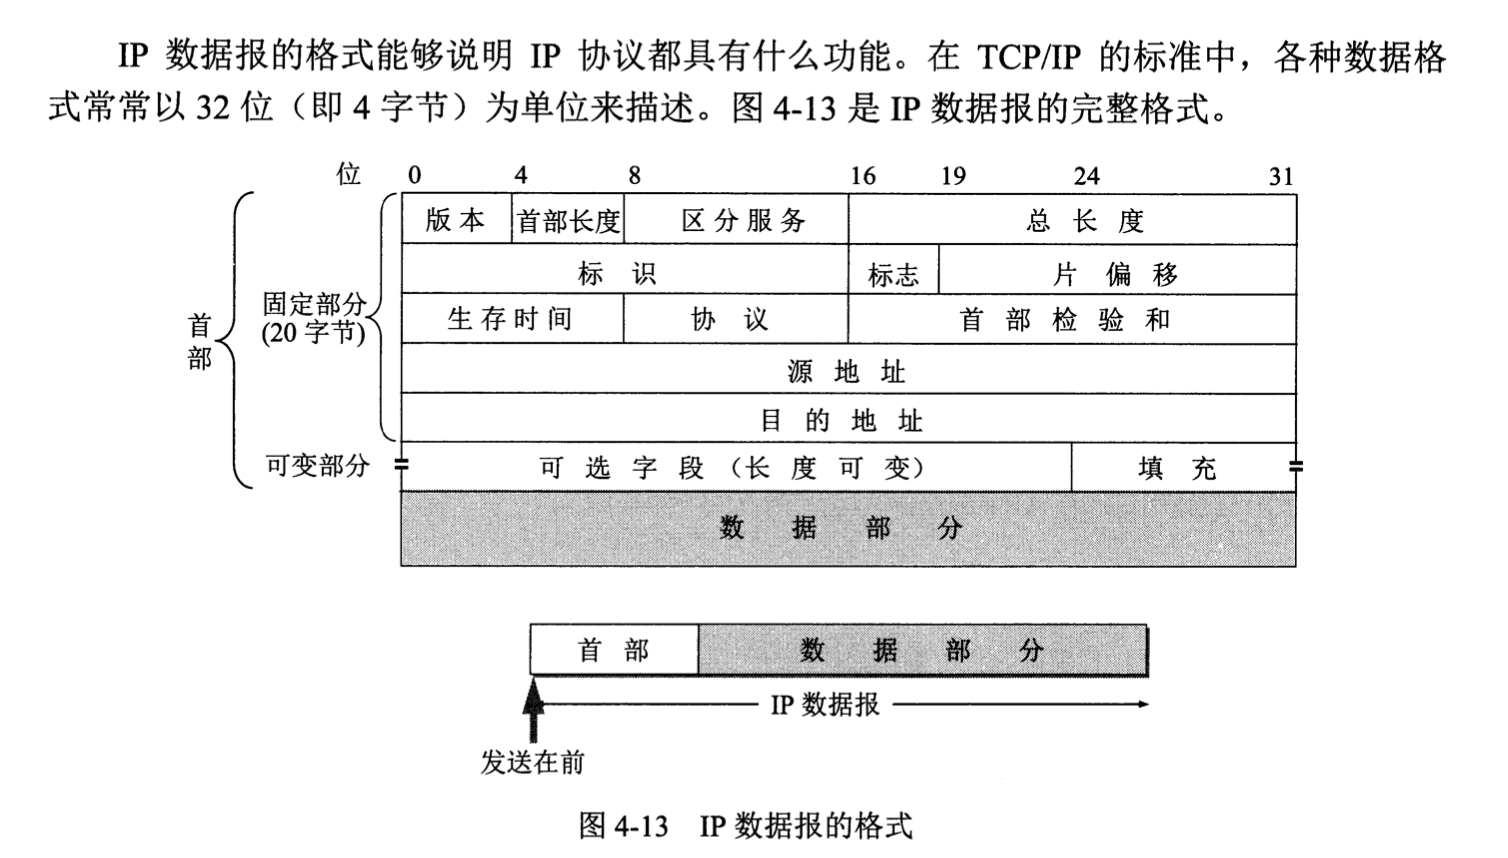 IP 数据报的格式能够说明 IP 协议都具有什么功能。在 TCP/IP 的标准中，各种数据格
式常常以 32 位（即 4 字节）为单位来描述。图 4-13 是 IP 数据报的完整格式。
位 0 4 8 16 19 24 31
版本 首部长度 区分服务 总长度
标识 标志 片偏移
固定部分
(20 字节)
首部
生存时间 协议 首部检验和
源地址
目的地址
可变部分 可选字段（长度可变） 填充
数据部分
首部 数据部分
IP 数据报
发送在前
图 4-13 IP 数据报的格式